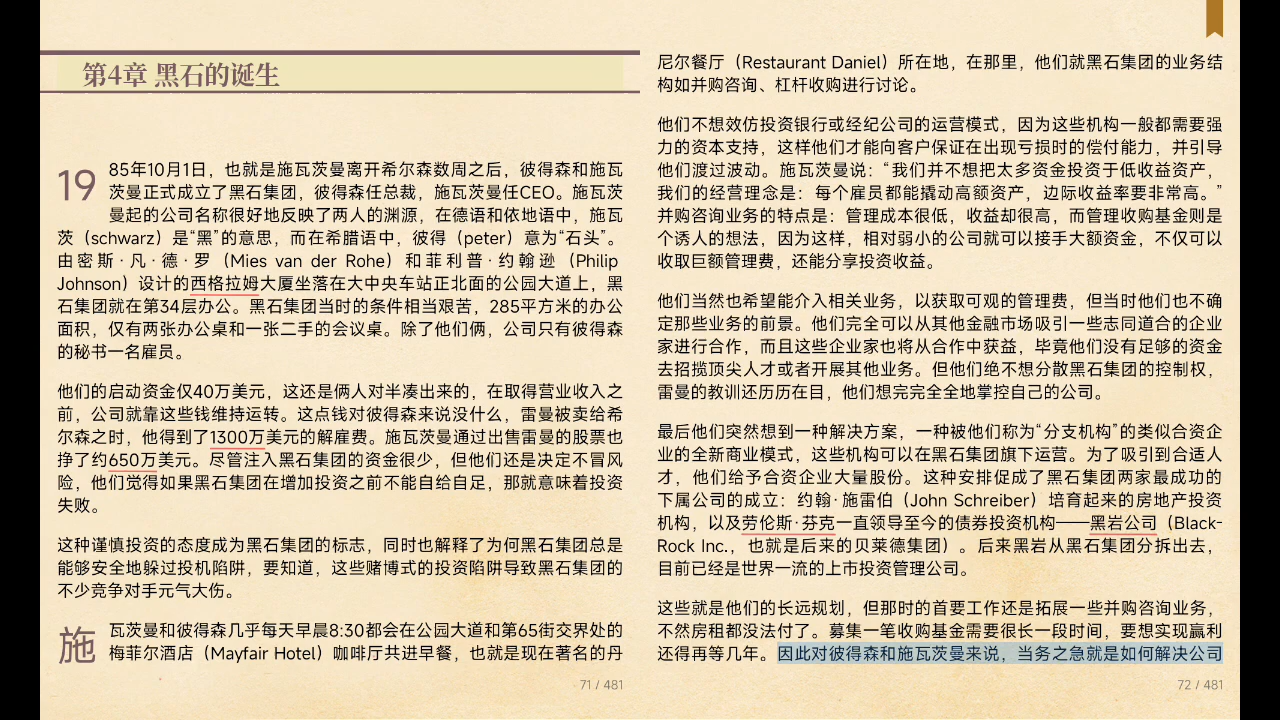 第4章 黑石的诞生
1985年10月1日，也就是施瓦茨曼离开希尔森数周之后，彼得森和施瓦
茨曼正式成立了黑石集团，彼得森任总裁，施瓦茨曼任CEO。施瓦茨
曼起的公司名称很好地反映了两人的渊源，在德语和依地语中，施瓦
茨（schwarz）是“黑”的意思，而在希腊语中，彼得（peter）意为“石头”。
由密斯·凡·德·罗（Mies van der Rohe）和菲利普·约翰逊（Philip
Johnson）设计的西格拉姆大厦坐落在大中央车站正北面的公园大道上，黑
石集团就在第34层办公。黑石集团当时的条件相当艰苦，285平方米的办公
面积，仅有两张办公桌和一张二手的会议桌。除了他们俩，公司只有彼得森
的秘书一名雇员。
他们的启动资金仅40万美元，这还是俩人对半凑出来的，在取得营业收入之
前，公司就靠这些钱维持运转。这点钱对彼得森来说没什么，雷曼被卖给希
尔森之时，他得到了1300万美元的解雇费。施瓦茨曼通过出售雷曼的股票也
挣了约650万美元。尽管注入黑石集团的资金很少，但他们还是决定不冒风
险，他们觉得如果黑石集团在增加投资之前不能自给自足，那就意味着投资
失败。
这种谨慎投资的态度成为黑石集团的标志，同时也解释了为何黑石集团总是
能够安全地躲过投机陷阱，要知道，这些赌博式的投资陷阱导致黑石集团的
不少竞争对手元气大伤。
施瓦茨曼和彼得森几乎每天早晨8:30都会在公园大道和第65街交界处的
梅菲尔酒店（Mayfair Hotel）咖啡厅共进早餐，也就是现在著名的丹
71 / 481
尼尔餐厅（Restaurant Daniel）所在地，在那里，他们就黑石集团的业务结
构如并购咨询、杠杆收购进行讨论。
他们不想效仿投资银行或经纪公司的运营模式，因为这些机构一般都需要强
力的资本支持，这样他们才能向客户保证在出现亏损时的偿付能力，并引导
他们渡过波动。施瓦茨曼说：“我们并不想把太多资金投资于低收益资产，
我们的经营理念是：每个雇员都能撬动高额资产，边际收益率要非常高。”
并购咨询业务的特点是：管理成本很低，收益却很高，而管理收购基金则是
个诱人的想法，因为这样，相对弱小的公司就可以接手大额资金，不仅可以
收取巨额管理费，还能分享投资收益。
他们当然也希望能介入相关业务，以获取可观的管理费，但当时他们也不确
定那些业务的前景。他们完全可以从其他金融市场吸引一些志同道合的企业
家进行合作，而且这些企业家也将从合作中获益，毕竟他们没有足够的资金
去招揽顶尖人才或者开展其他业务。但他们绝不想分散黑石集团的控制权，
雷曼的教训还历历在目，他们想完完全全地掌控自己的公司。
最后他们突然想到一种解决方案，一种被他们称为“分支机构”的类似合资企
业的全新商业模式，这些机构可以在黑石集团旗下运营。为了吸引到合适人
才，他们给予合资企业大量股份。这种安排促成了黑石集团两家最成功的
下属公司的成立：约翰·施雷伯（John Schreiber）培育起来的房地产投资
机构，以及劳伦斯·芬克一直领导至今的债券投资机构——黑岩公司（Black-
Rock Inc.，也就是后来的贝莱德集团）。后来黑岩从黑石集团分拆出去，
目前已经是世界一流的上市投资管理公司。
这些就是他们的长远规划，但那时的首要工作还是拓展一些并购咨询业务，
不然房租都没法付了。募集一笔收购基金需要很长一段时间，要想实现赢利
还得再等几年。因此对彼得森和施瓦茨曼来说，当务之急就是如何解决公司
72 / 481